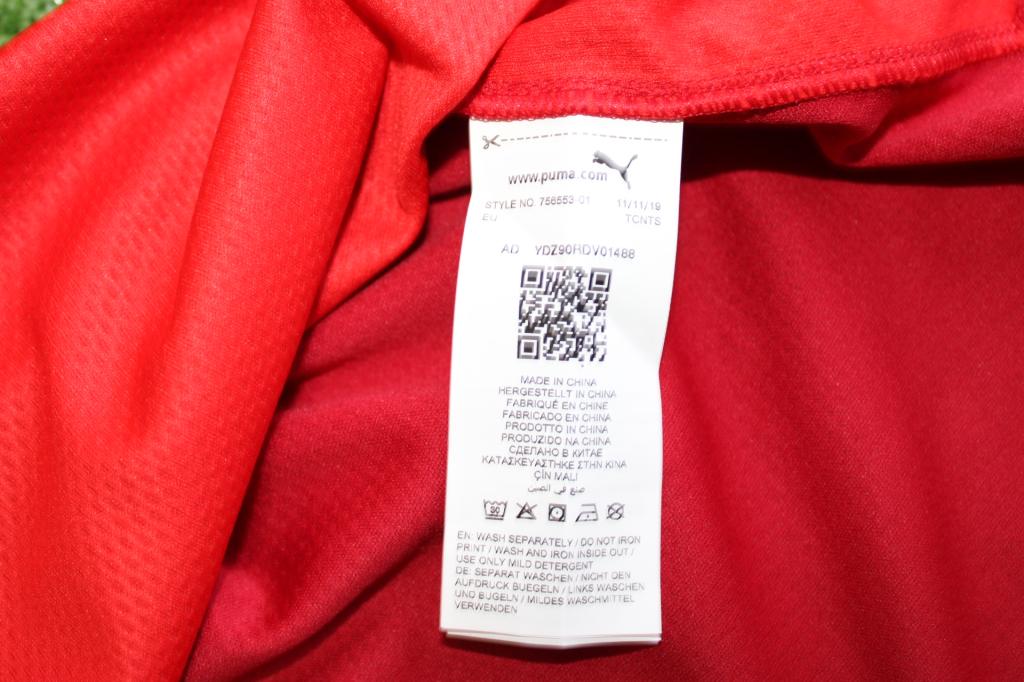 www.puma.com
STYLE NO. 756553-01 11/11/19
EU TCNTS
AD YDZ90RDV01488
MADE IN CHINA
HERGESTELLT IN CHINA
FABRIQUÉ EN CHINE
FABRICADO EN CHINA
PRODOTTO IN CHINA
PRODUZIDO NA CHINA
СДЕЛАНО В КИТАЕ
ΚΑΤΑΣΚΕΥΑΣΤΗΚΕ ΣΤΗΝ ΚΙΝΑ
ÇİN MALI
صنع في الصين
30
EN: WASH SEPARATELY / DO NOT IRON
PRINT / WASH AND IRON INSIDE OUT /
USE ONLY MILD DETERGENT
DE: SEPARAT WASCHEN / NICHT DEN
AUFDRUCK BUEGELN / LINKS WASCHEN
UND BÜGELN / MILDES WASCHMITTEL
VERWENDEN